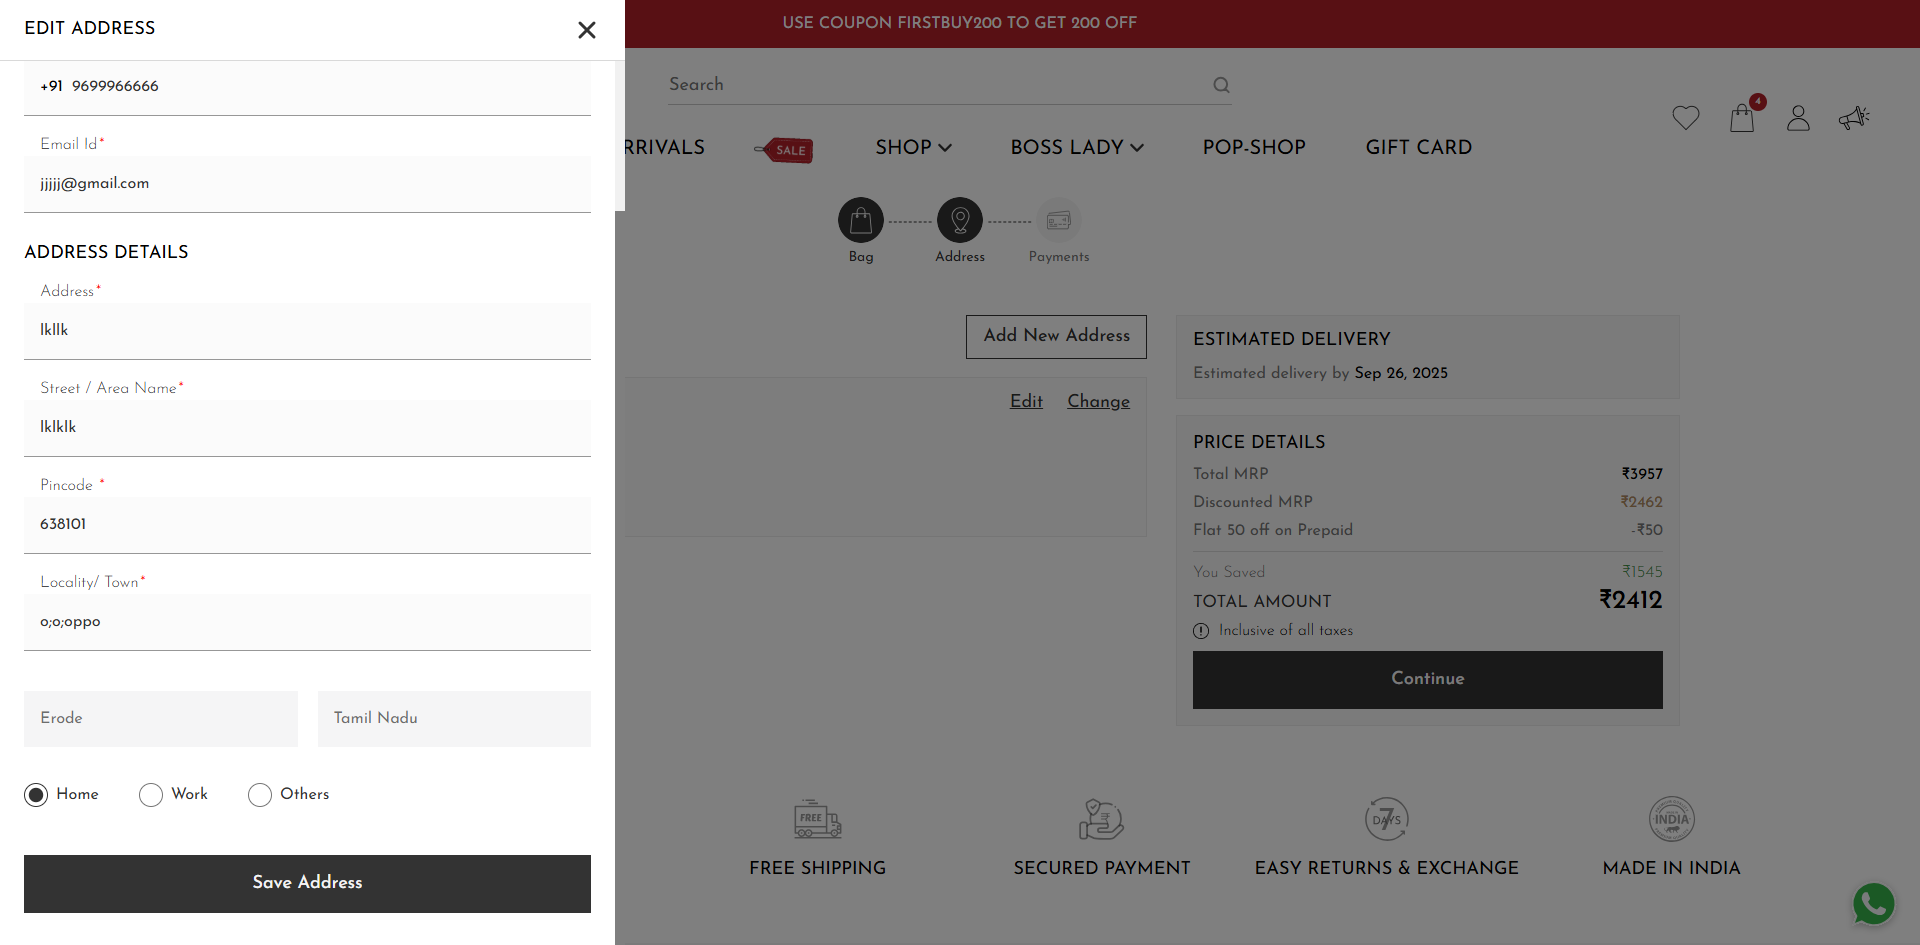 EDIT ADDRESS
+91 9699966666
Email Id*
jjjjj@gmail.com
ADDRESS DETAILS
Address*
lkllk
Street / Area Name*
lklklk
Pincode *
638101
Locality/ Town*
o;o;oppo
Erode
Tamil Nadu
Home
Work
Others
Save Address
USE COUPON FIRSTBUY200 TO GET 200 OFF
Search
4
RRIVALS
SALE
SHOP
BOSS LADY
POP-SHOP
GIFT CARD
Bag
Address
Payments
Add New Address
Edit
Change
ESTIMATED DELIVERY
Estimated delivery by Sep 26, 2025
PRICE DETAILS
Total MRP ₹3957
Discounted MRP ₹2462
Flat 50 off on Prepaid -₹50
You Saved ₹1545
TOTAL AMOUNT ₹2412
Inclusive of all taxes
Continue
FREE
FREE SHIPPING
SECURED PAYMENT
7
DAYS
EASY RETURNS & EXCHANGE
INDIA
MADE IN INDIA